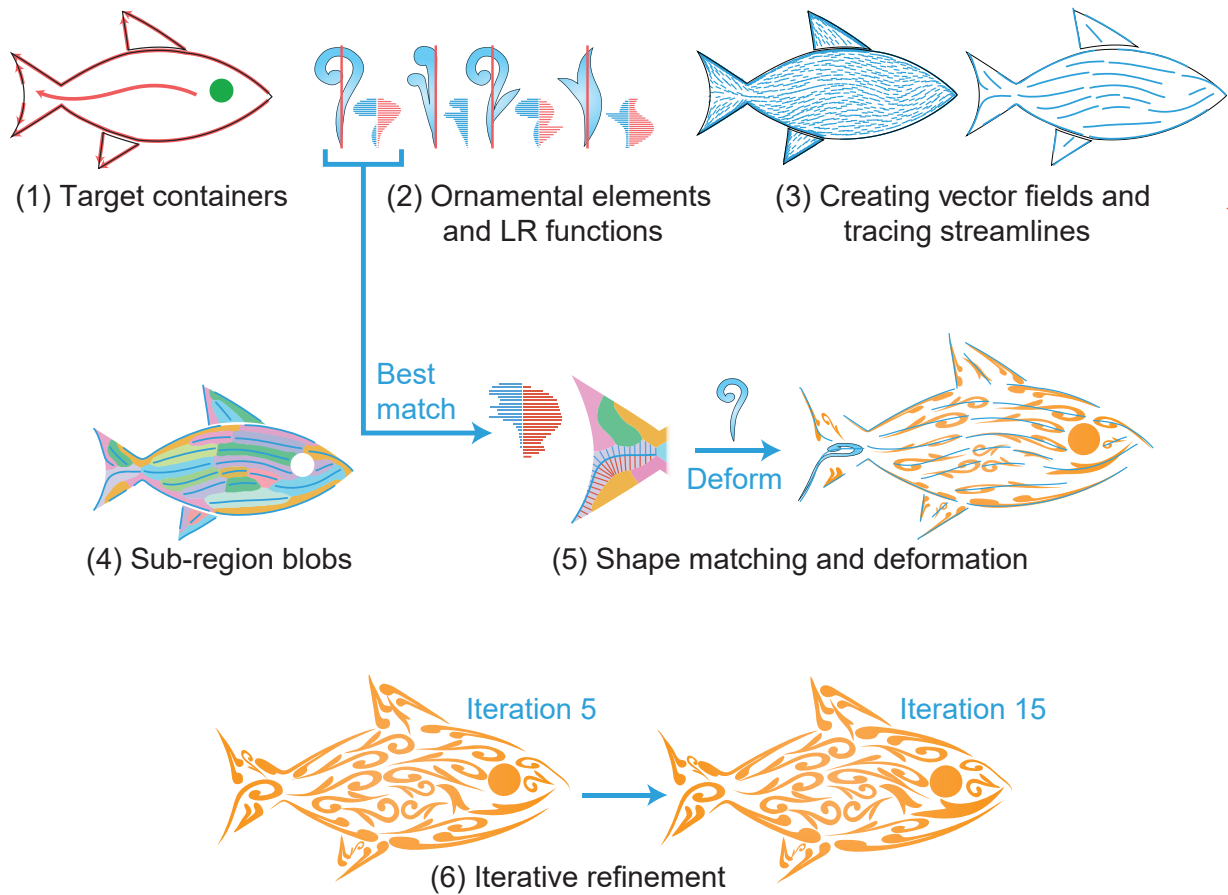 (1) Target containers
(2) Ornamental elements
and LR functions
(3) Creating vector fields and
tracing streamlines
Best
match
Deform
(4) Sub-region blobs
(5) Shape matching and deformation
Iteration 5
Iteration 15
(6) Iterative refinement